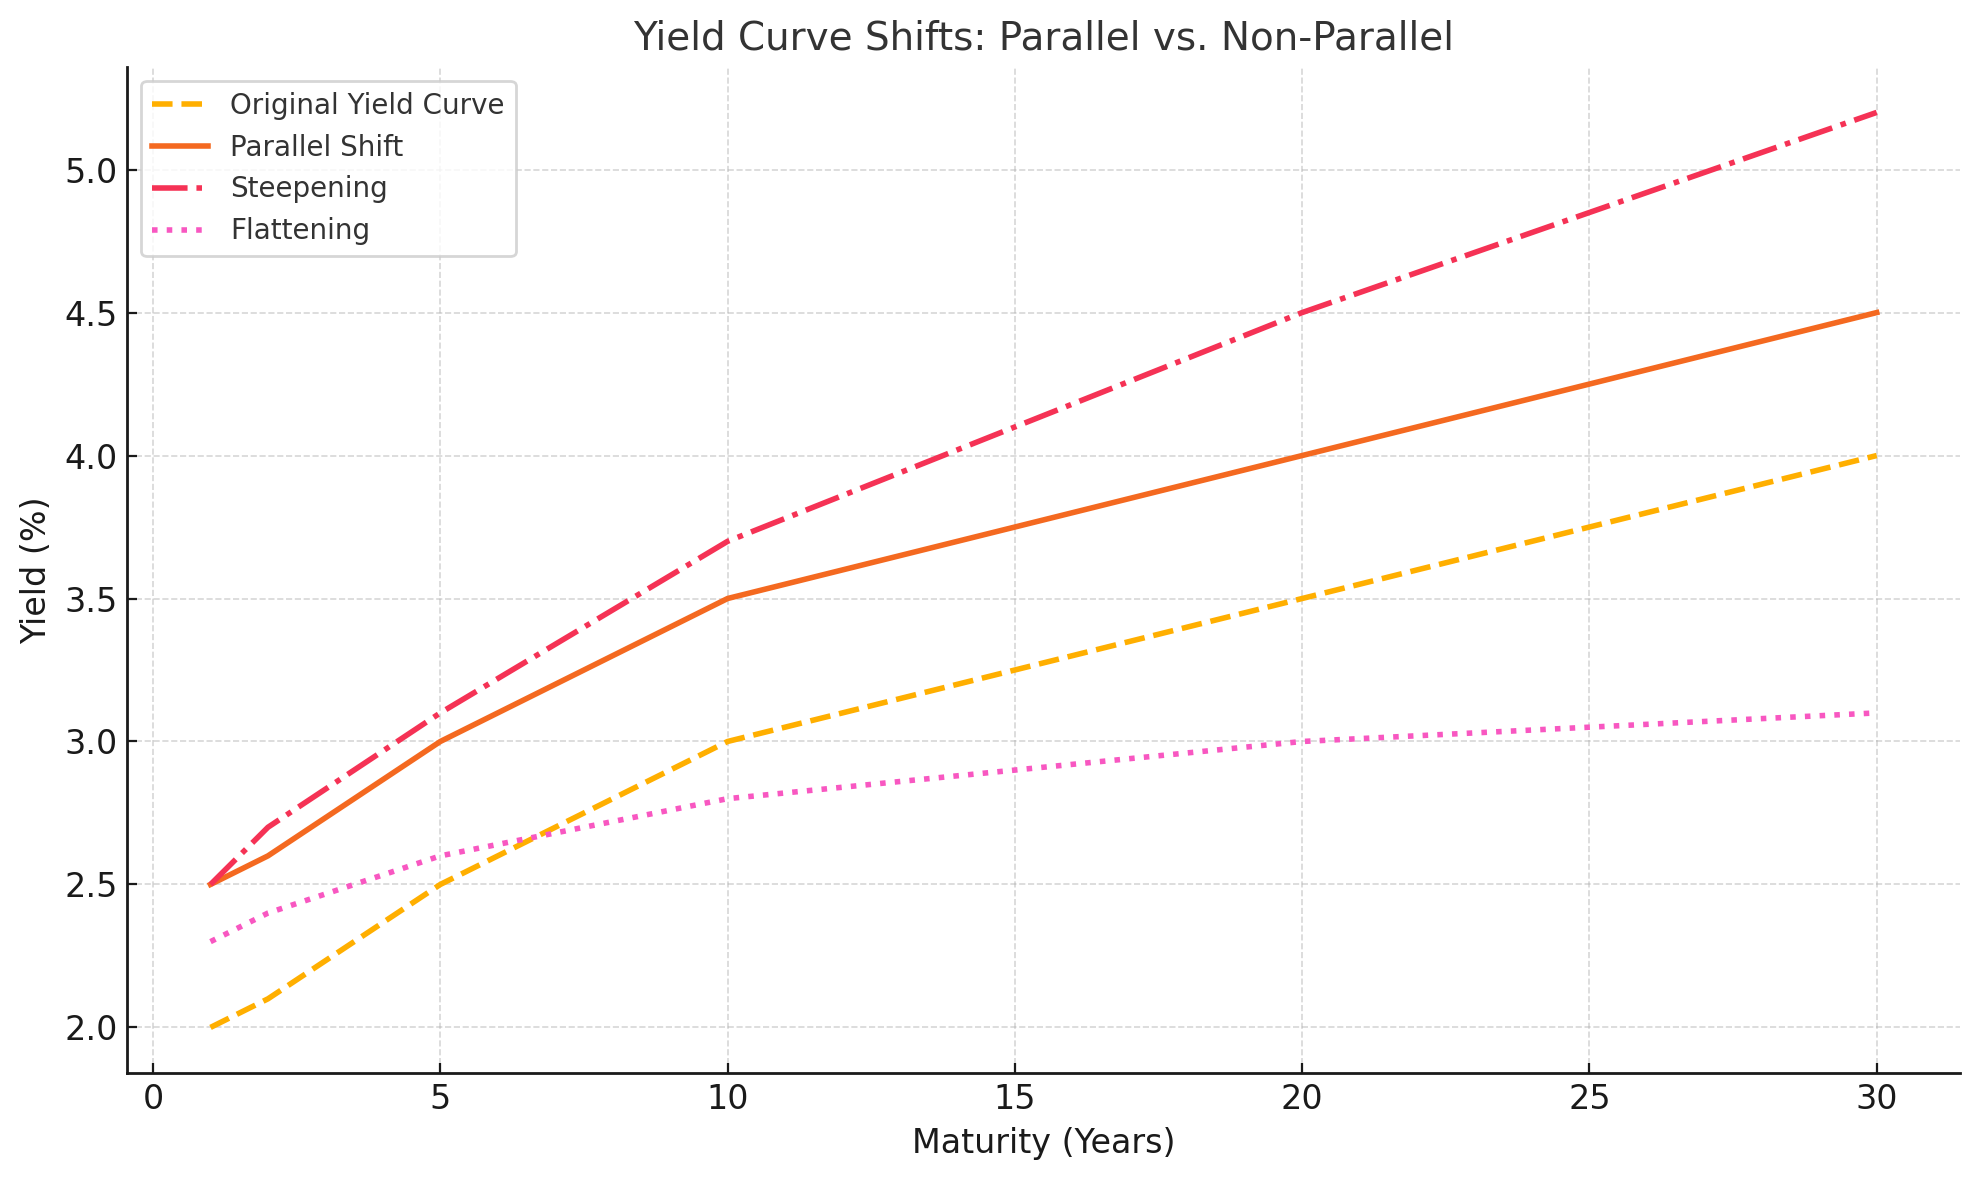 Yield Curve Shifts: Parallel vs. Non-Parallel
Original Yield Curve
Parallel Shift
Steepening
Flattening
5.0
4.5
4.0
3.5
3.0
2.5
2.0
Yield (%)
0 5 10 15 20 25 30
Maturity (Years)